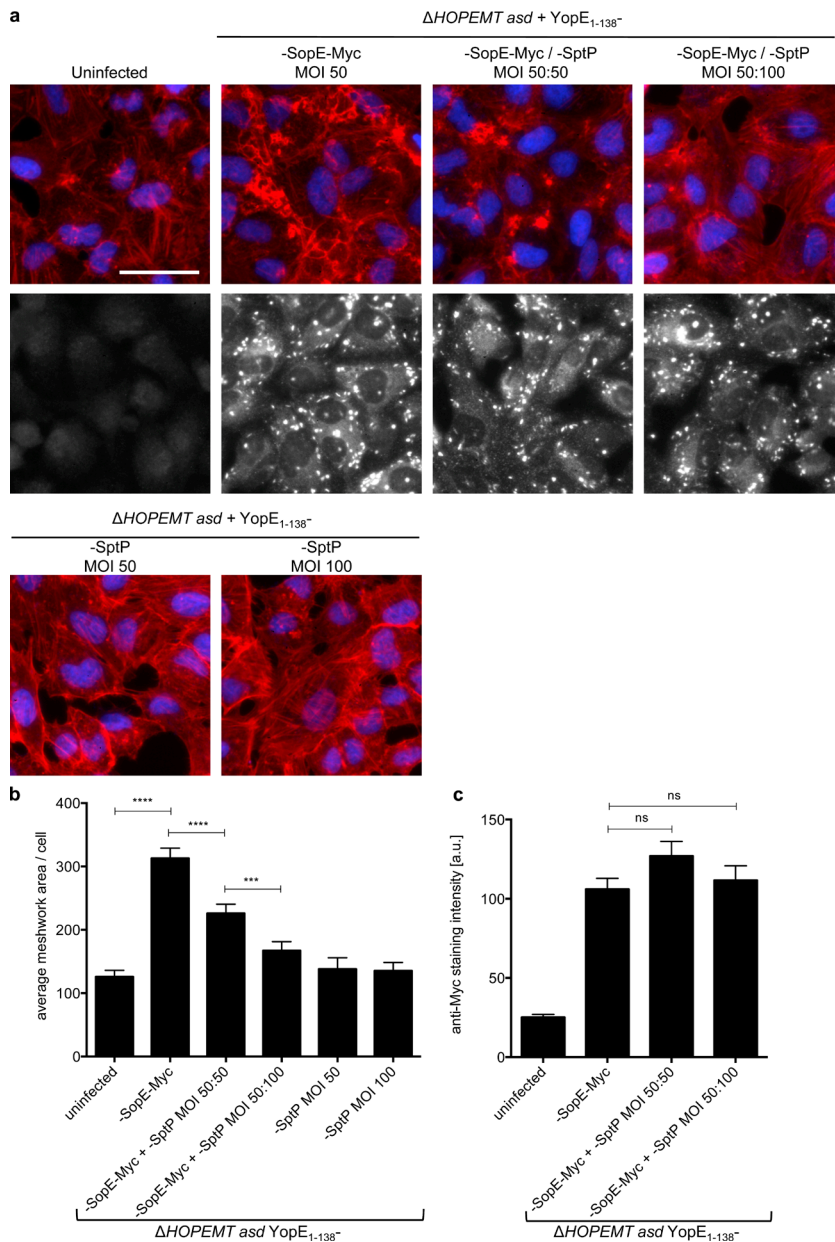 a
ΔHOPEMT asd + YopE1-138-
Uninfected
-SopE-Myc
MOI 50
-SopE-Myc / -SptP
MOI 50:50
-SopE-Myc / -SptP
MOI 50:100
ΔHOPEMT asd + YopE1-138-
-SptP
MOI 50
-SptP
MOI 100
b
average meshwork area / cell
400
300
200
100
0
****
****
***
uninfected
-SopE-Myc
-SopE-Myc + -SptP MOI 50:50
-SopE-Myc + -SptP MOI 50:100
-SptP MOI 50
-SptP MOI 100
ΔHOPEMT asd YopE1-138-
c
anti-Myc staining intensity [a.u.]
150
100
50
0
ns
ns
uninfected
-SopE-Myc
-SopE-Myc + -SptP MOI 50:50
-SopE-Myc + -SptP MOI 50:100
ΔHOPEMT asd YopE1-138-